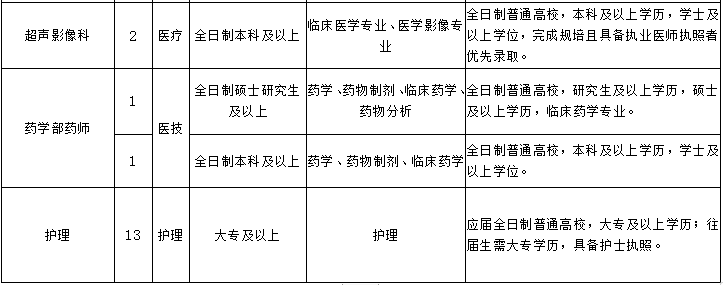 超声影像科 2 医疗 全日制本科及以上 临床医学专业、医学影像专业 全日制普通高校，本科及以上学历，学士及以上学位，完成规培且具备执业医师执照者优先录取。
药学部药师 1 医技 全日制硕士研究生及以上 药学、药物制剂、临床药学、药物分析 全日制普通高校，研究生及以上学历，硕士及以上学历，临床药学专业。
1 全日制本科及以上 药学、药物制剂、临床药学 全日制普通高校，本科及以上学历，学士及以上学位。
护理 13 护理 大专及以上 护理 应届全日制普通高校，大专及以上学历；往届生需大专学历，具备护士执照。